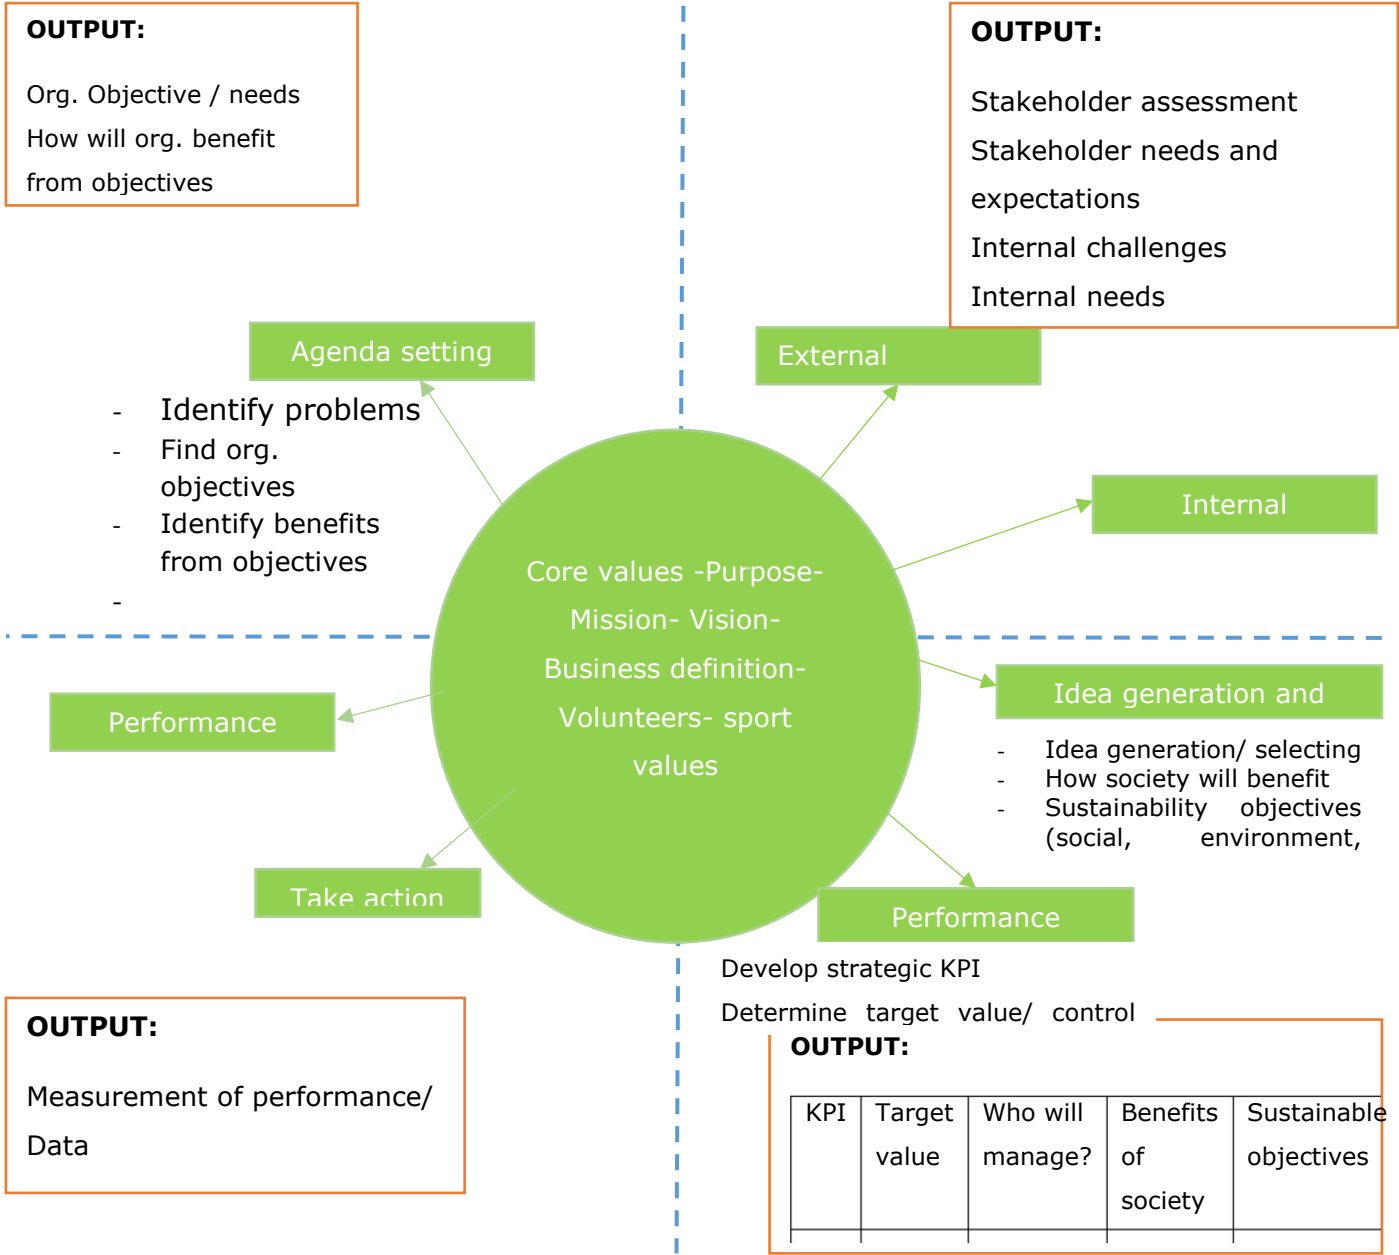 OUTPUT:
Org. Objective / needs
How will org. benefit
from objectives
OUTPUT:
Stakeholder assessment
Stakeholder needs and
expectations
Internal challenges
Internal needs
Agenda setting
- Identify problems
- Find org.
objectives
- Identify benefits
from objectives
-
External
Internal
Core values -Purpose-
Mission- Vision-
Business definition-
Volunteers- sport
values
Performance
Take action
Idea generation and
- Idea generation/ selecting
- How society will benefit
- Sustainability objectives
(social, environment,
Performance
Develop strategic KPI
Determine target value/ control
OUTPUT:
Measurement of performance/
Data
OUTPUT:
KPI
Target
value
Who will
manage?
Benefits
of
society
Sustainable
objectives